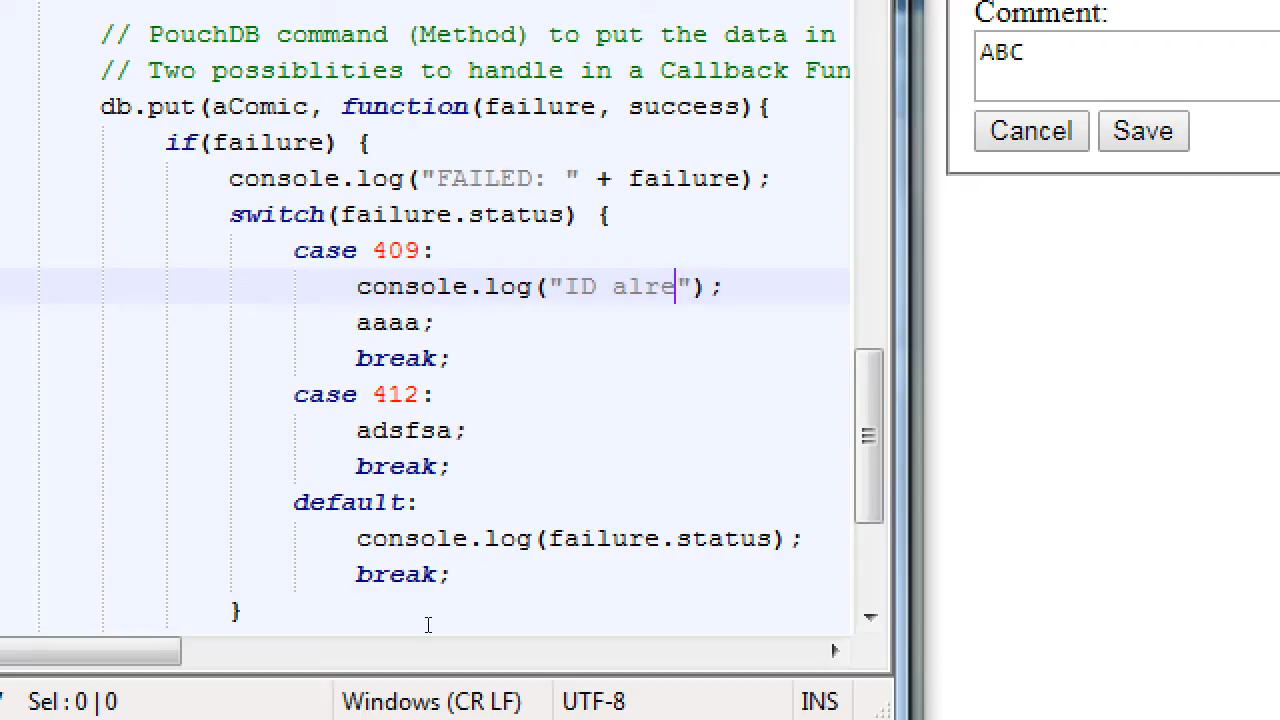 // PouchDB command (Method) to put the data in
// Two possiblities to handle in a Callback Fun
db.put(aComic, function(failure, success){
if(failure) {
console.log("FAILED: " + failure);
switch(failure.status) {
case 409:
console.log("ID alre");
aaaa;
break;
case 412:
adsfsa;
break;
default:
console.log(failure.status);
break;
}
Sel : 0 | 0 Windows (CR LF) UTF-8 INS
Comment:
ABC
Cancel Save